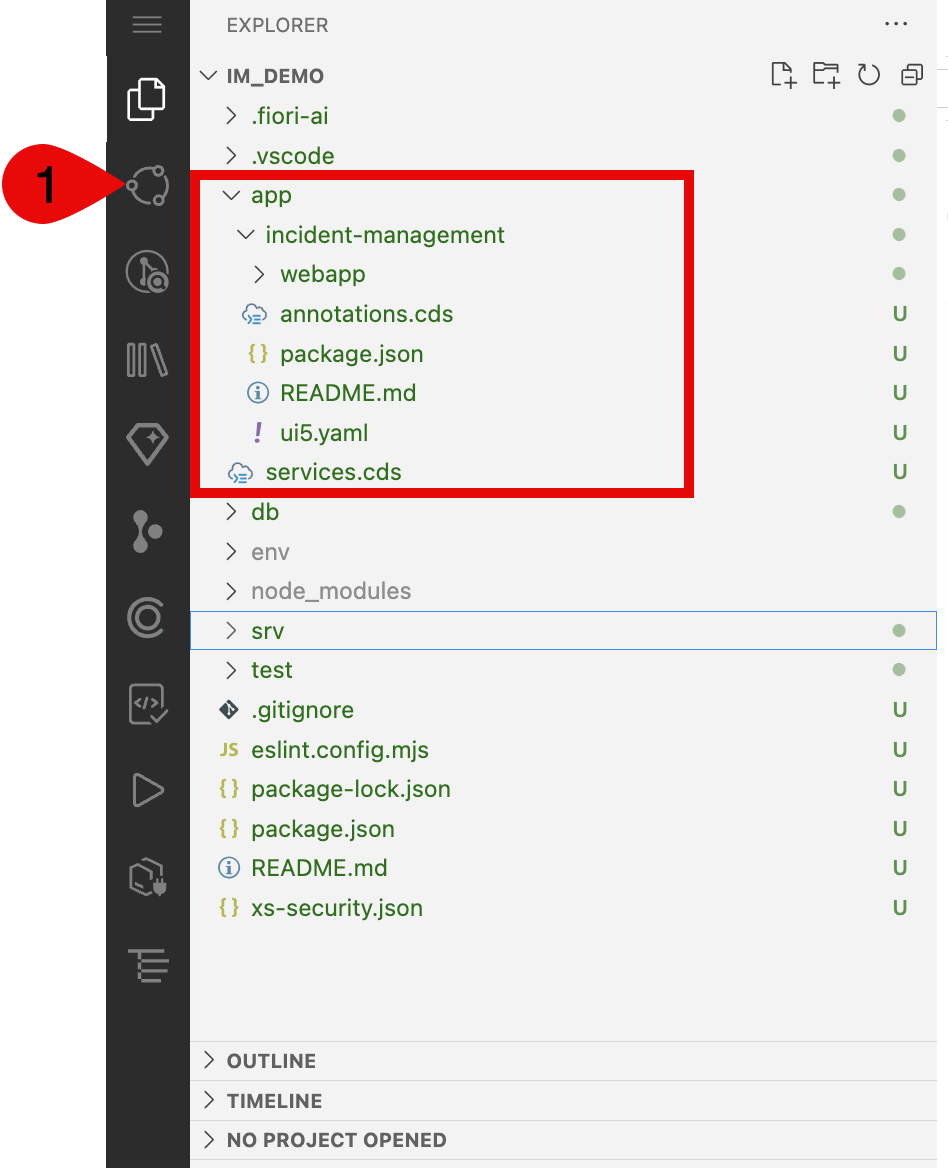 EXPLORER
IM_DEMO
.fiori-ai
.vscode
1
app
incident-management
webapp
annotations.cds U
{} package.json U
README.md U
! ui5.yaml U
services.cds U
db
env
node_modules
srv
test
.gitignore U
JS eslint.config.mjs U
{} package-lock.json U
{} package.json U
README.md U
{} xs-security.json U
OUTLINE
TIMELINE
NO PROJECT OPENED